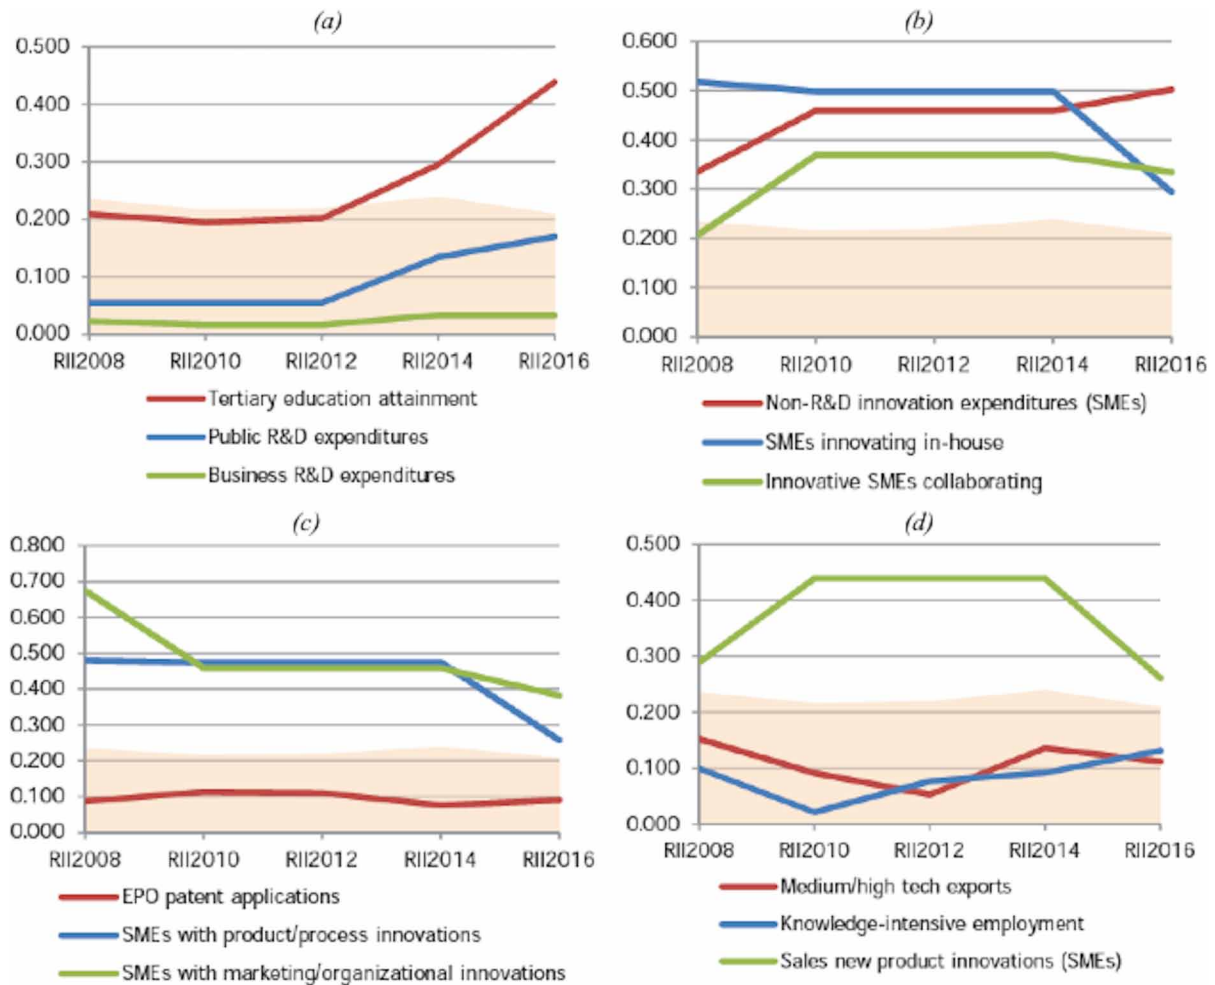 (a)
0.500
0.400
0.300
0.200
0.100
0.000
RII2008 RII2010 RII2012 RII2014 RII2016
Tertiary education attainment
Public R&D expenditures
Business R&D expenditures
(b)
0.600
0.500
0.400
0.300
0.200
0.100
0.000
RII2008 RII2010 RII2012 RII2014 RII2016
Non-R&D innovation expenditures (SMEs)
SMEs innovating in-house
Innovative SMEs collaborating
(c)
0.800
0.700
0.600
0.500
0.400
0.300
0.200
0.100
0.000
RII2008 RII2010 RII2012 RII2014 RII2016
EPO patent applications
SMEs with product/process innovations
SMEs with marketing/organizational innovations
(d)
0.500
0.400
0.300
0.200
0.100
0.000
RII2008 RII2010 RII2012 RII2014 RII2016
Medium/high tech exports
Knowledge-intensive employment
Sales new product innovations (SMEs)